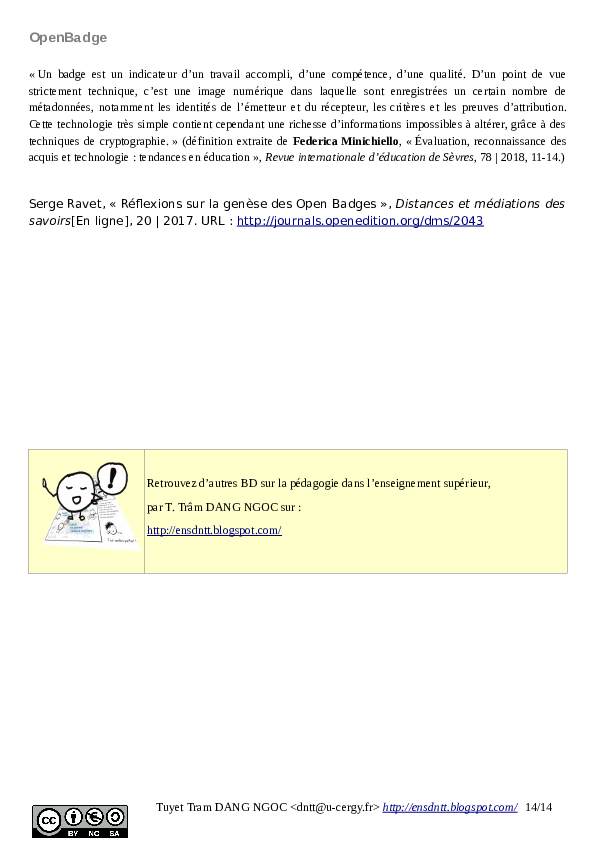 OpenBadge
« Un badge est un indicateur d’un travail accompli, d’une compétence, d’une qualité. D’un point de vue
strictement technique, c’est une image numérique dans laquelle sont enregistrées un certain nombre de
métadonnées, notamment les identités de l’émetteur et du récepteur, les critères et les preuves d’attribution.
Cette technologie très simple contient cependant une richesse d’informations impossibles à altérer, grâce à des
techniques de cryptographie. » (définition extraite de Federica Minichiello, « Évaluation, reconnaissance des
acquis et technologie : tendances en éducation », Revue internationale d’éducation de Sèvres, 78 | 2018, 11-14.)
Serge Ravet, « Réflexions sur la genèse des Open Badges », Distances et médiations des
savoirs[En ligne], 20 | 2017. URL : http://journals.openedition.org/dms/2043
!
Retrouvez d’autres BD sur la pédagogie dans l’enseignement supérieur,
par T. Trâm DANG NGOC sur :
http://ensdntt.blogspot.com/
Tuyet Tram DANG NGOC <dntt@u-cergy.fr> http://ensdntt.blogspot.com/ 14/14
cc BY NC SA